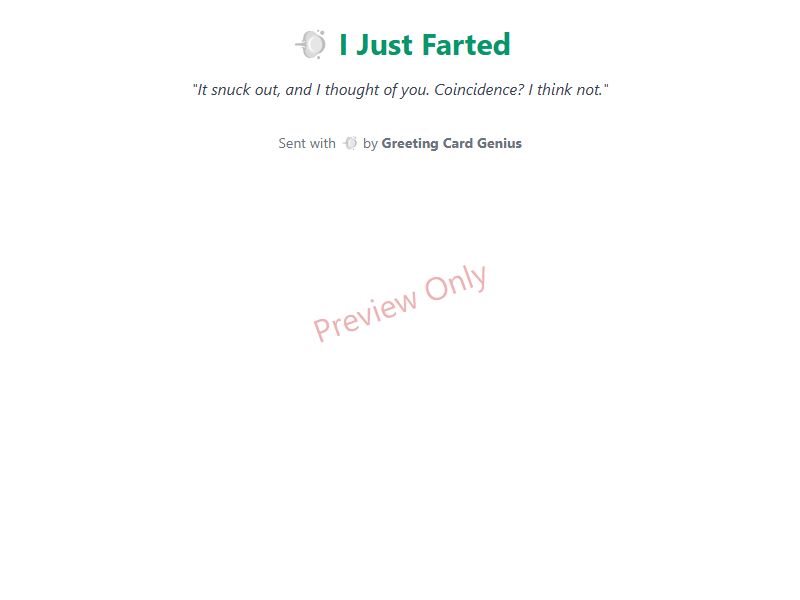 💨 I Just Farted
"It snuck out, and I thought of you. Coincidence? I think not."
Sent with 💨 by Greeting Card Genius
Preview Only